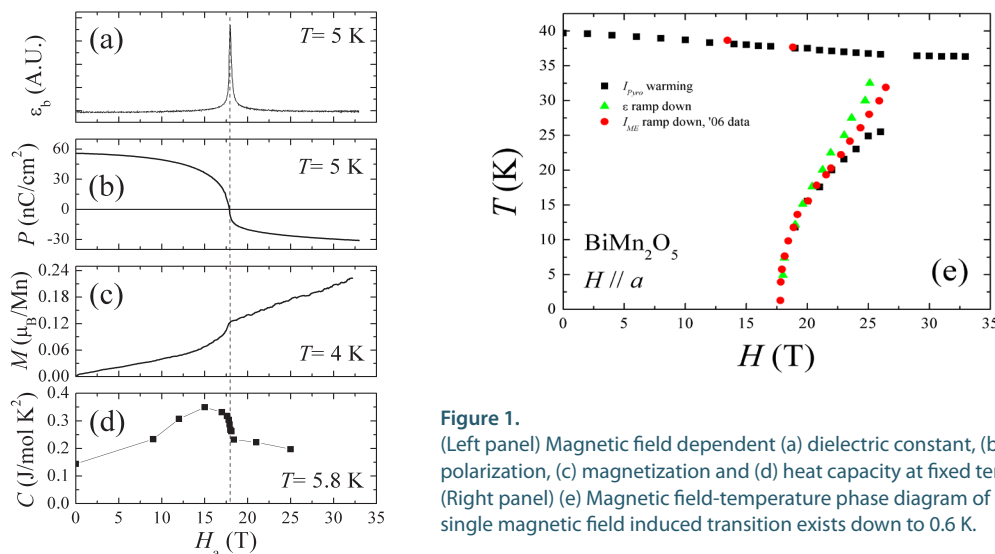 (a)
T= 5 K
ε_b (A.U.)
60
30
0
-30
(b)
T= 5 K
P (nC/cm²)
0.24
0.12
0.00
(c)
T= 4 K
M (μ_B/Mn)
0.4
0.3
0.2
0.1
0.0
(d)
T= 5.8 K
C (J/mol K²)
0 5 10 15 20 25 30 35
H_a (T)
40
35
30
25
20
15
10
5
0
T (K)
I_Pyro warming
ε ramp down
I_ME ramp down, '06 data
BiMn₂O₅
H // a
(e)
0 5 10 15 20 25 30
H (T)
Figure 1.
(Left panel) Magnetic field dependent (a) dielectric constant, (b
polarization, (c) magnetization and (d) heat capacity at fixed ter
(Right panel) (e) Magnetic field-temperature phase diagram of
single magnetic field induced transition exists down to 0.6 K.